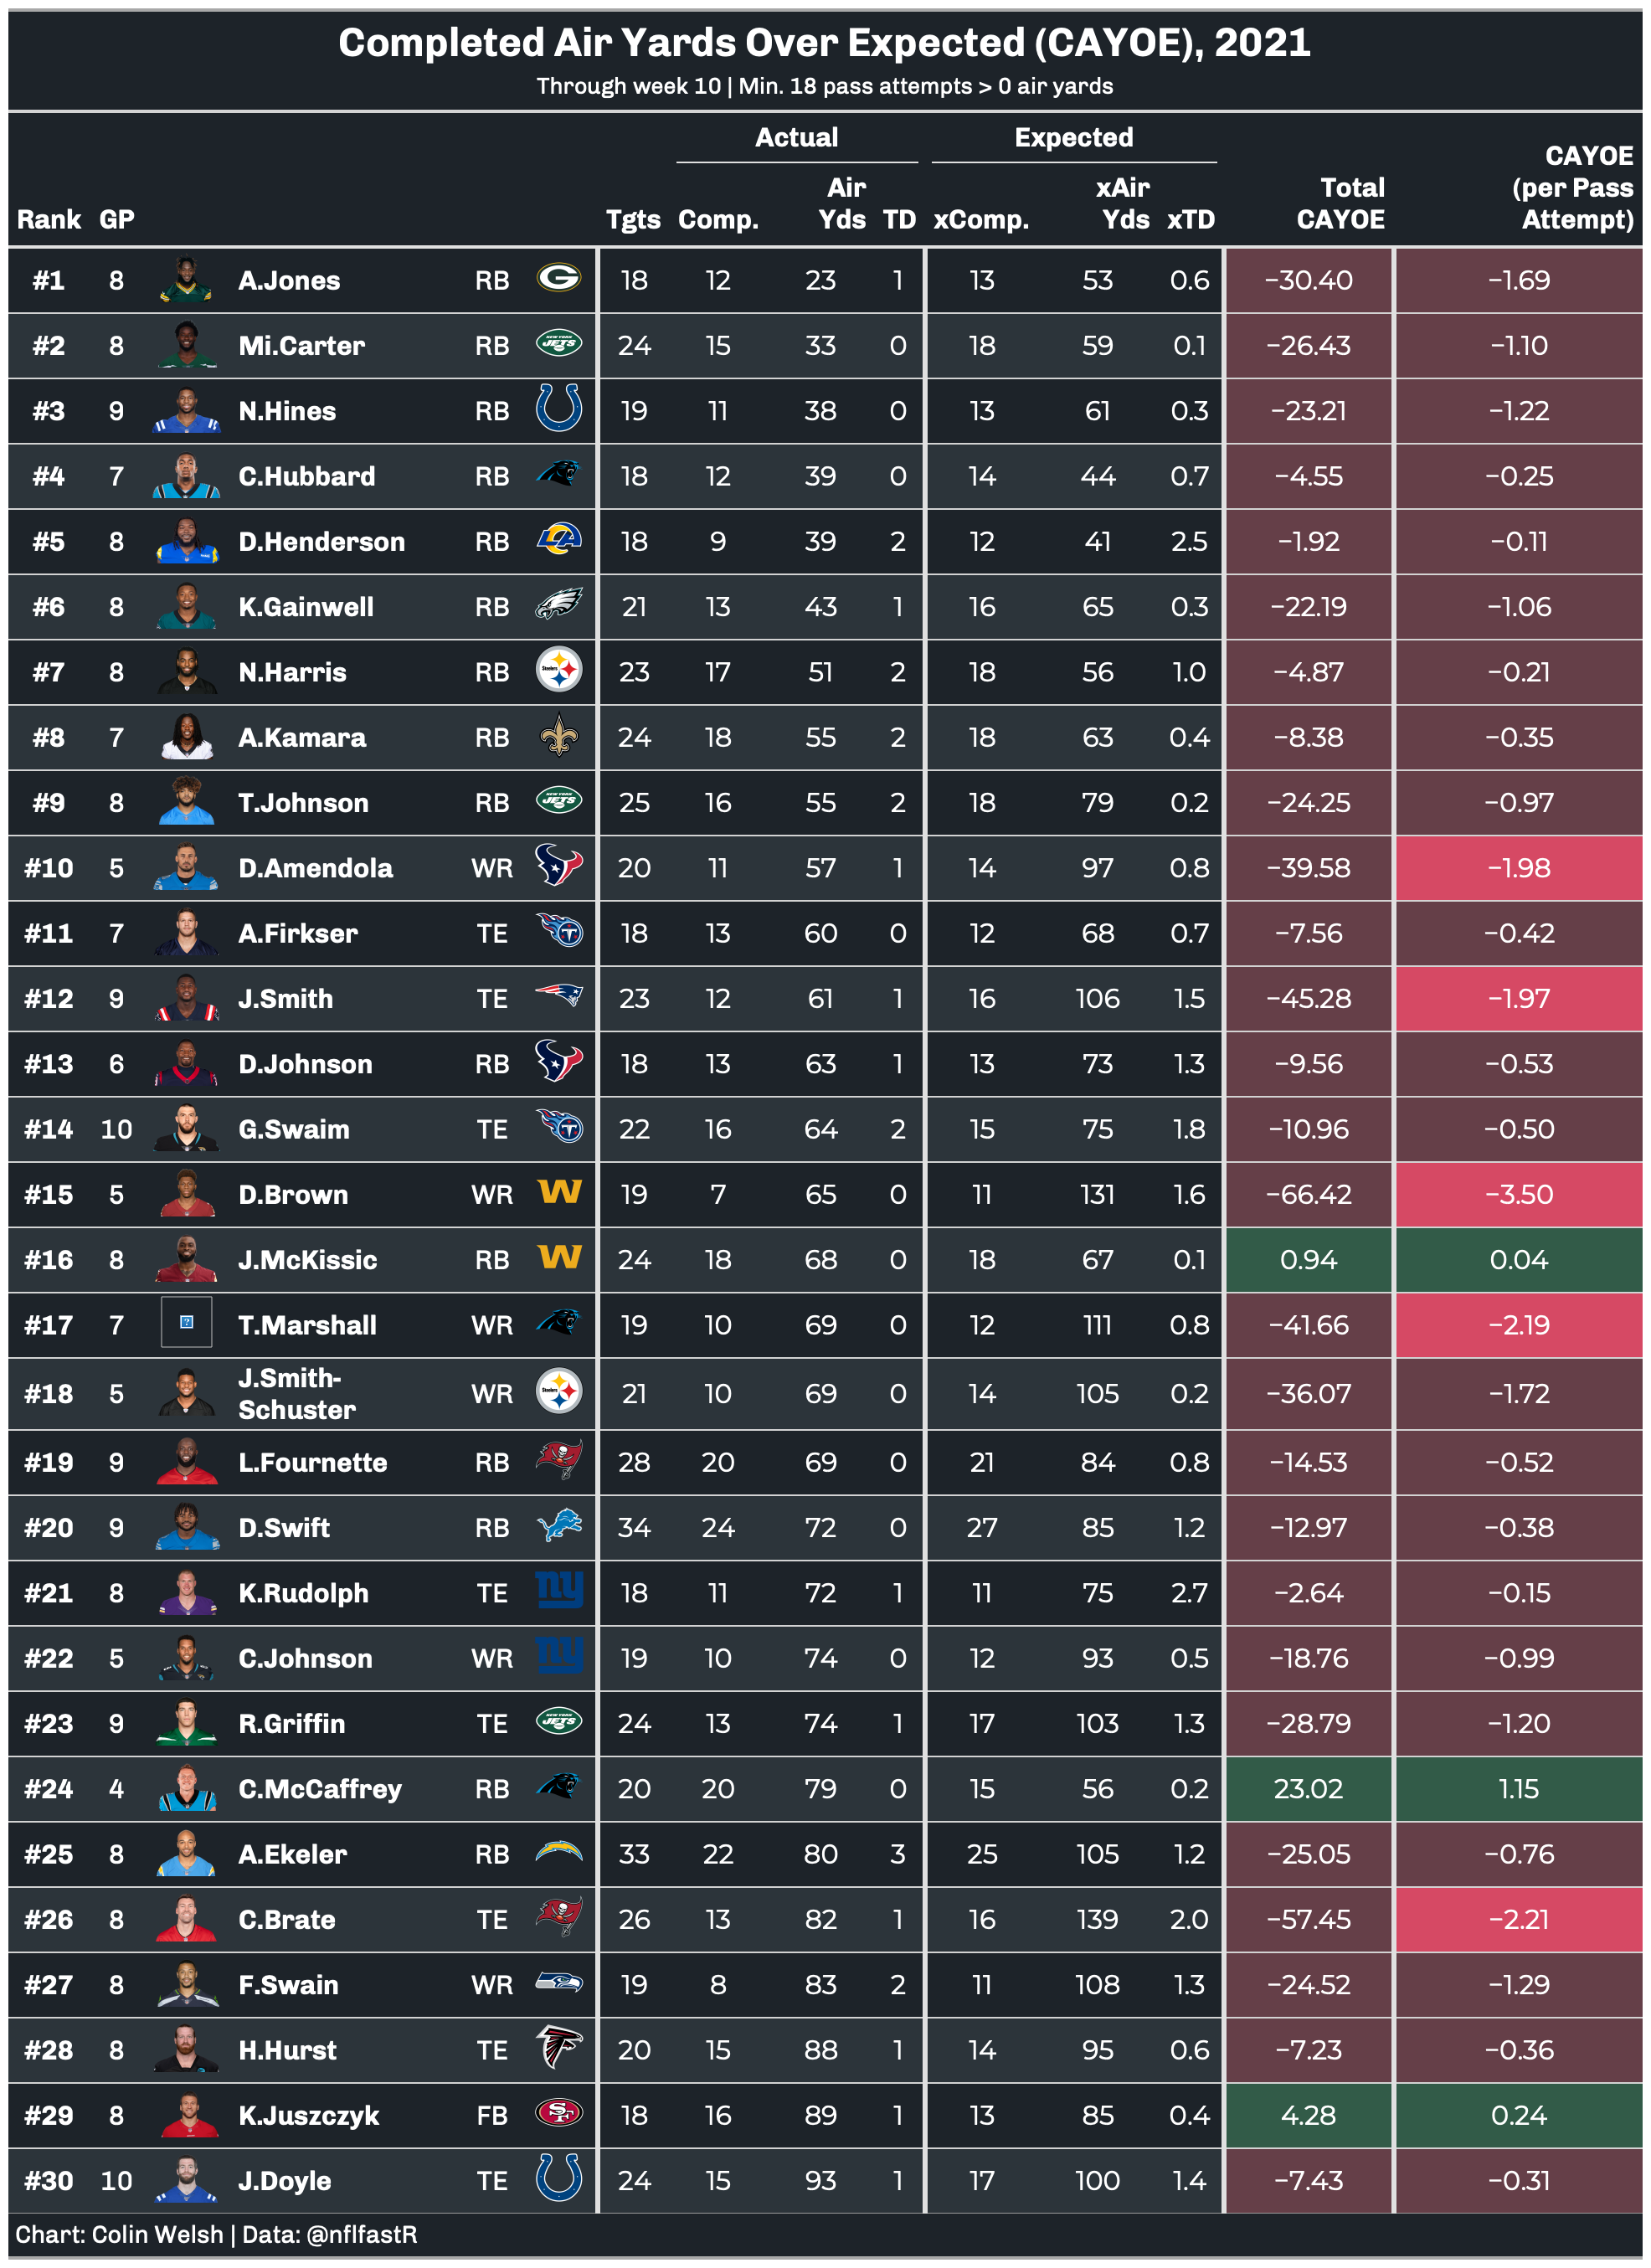 Completed Air Yards Over Expected (CAYOE), 2021
Through week 10 | Min. 18 pass attempts > 0 air yards
Actual Expected
Rank GP Tgts Comp. Air Yds TD xComp. xAir Yds xTD Total CAYOE CAYOE (per Pass Attempt)
#1 8 A.Jones RB G 18 12 23 1 13 53 0.6 −30.40 −1.69
#2 8 Mi.Carter RB NEW YORK JETS 24 15 33 0 18 59 0.1 −26.43 −1.10
#3 9 N.Hines RB 19 11 38 0 13 61 0.3 −23.21 −1.22
#4 7 C.Hubbard RB 18 12 39 0 14 44 0.7 −4.55 −0.25
#5 8 D.Henderson RB LA 18 9 39 2 12 41 2.5 −1.92 −0.11
#6 8 K.Gainwell RB 21 13 43 1 16 65 0.3 −22.19 −1.06
#7 8 N.Harris RB Steelers 23 17 51 2 18 56 1.0 −4.87 −0.21
#8 7 A.Kamara RB 24 18 55 2 18 63 0.4 −8.38 −0.35
#9 8 T.Johnson RB NEW YORK JETS 25 16 55 2 18 79 0.2 −24.25 −0.97
#10 5 D.Amendola WR 20 11 57 1 14 97 0.8 −39.58 −1.98
#11 7 A.Firkser TE T 18 13 60 0 12 68 0.7 −7.56 −0.42
#12 9 J.Smith TE 23 12 61 1 16 106 1.5 −45.28 −1.97
#13 6 D.Johnson RB 18 13 63 1 13 73 1.3 −9.56 −0.53
#14 10 G.Swaim TE T 22 16 64 2 15 75 1.8 −10.96 −0.50
#15 5 D.Brown WR W 19 7 65 0 11 131 1.6 −66.42 −3.50
#16 8 J.McKissic RB W 24 18 68 0 18 67 0.1 0.94 0.04
#17 7 ? T.Marshall WR 19 10 69 0 12 111 0.8 −41.66 −2.19
#18 5 J.Smith-Schuster WR Steelers 21 10 69 0 14 105 0.2 −36.07 −1.72
#19 9 L.Fournette RB 28 20 69 0 21 84 0.8 −14.53 −0.52
#20 9 D.Swift RB 34 24 72 0 27 85 1.2 −12.97 −0.38
#21 8 K.Rudolph TE ny 18 11 72 1 11 75 2.7 −2.64 −0.15
#22 5 C.Johnson WR ny 19 10 74 0 12 93 0.5 −18.76 −0.99
#23 9 R.Griffin TE NEW YORK JETS 24 13 74 1 17 103 1.3 −28.79 −1.20
#24 4 C.McCaffrey RB 20 20 79 0 15 56 0.2 23.02 1.15
#25 8 A.Ekeler RB 33 22 80 3 25 105 1.2 −25.05 −0.76
#26 8 C.Brate TE 26 13 82 1 16 139 2.0 −57.45 −2.21
#27 8 F.Swain WR 19 8 83 2 11 108 1.3 −24.52 −1.29
#28 8 H.Hurst TE 20 15 88 1 14 95 0.6 −7.23 −0.36
#29 8 K.Juszczyk FB SF 18 16 89 1 13 85 0.4 4.28 0.24
#30 10 J.Doyle TE 24 15 93 1 17 100 1.4 −7.43 −0.31
Chart: Colin Welsh | Data: @nflfastR